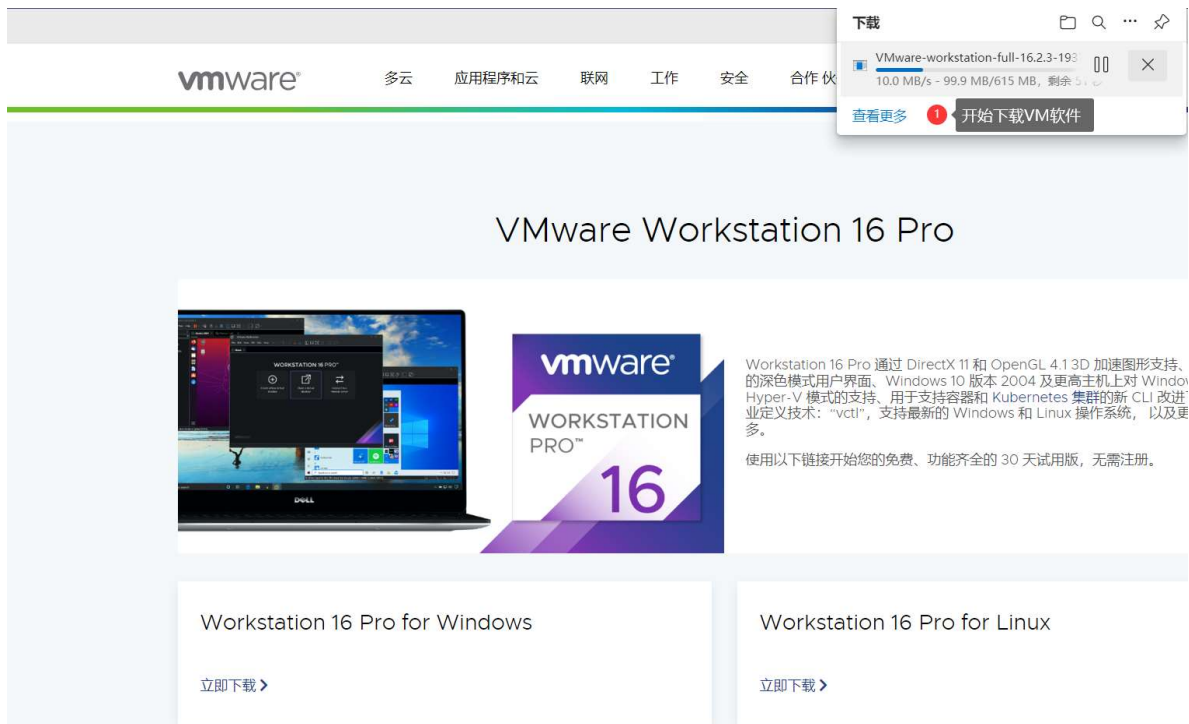 下载
VMware-workstation-full-16.2.3-193
10.0 MB/s - 99.9 MB/615 MB，剩余
查看更多
1 开始下载VM软件
vmware®
多云 应用程序和云 联网 工作 安全 合作伙
VMware Workstation 16 Pro
WORKSTATION 16 PRO™
DELL
vmware®
WORKSTATION
PRO™
16
Workstation 16 Pro 通过 DirectX 11 和 OpenGL 4.1 3D 加速图形支持、
的深色模式用户界面、Windows 10 版本 2004 及更高主机上对 Window
Hyper-V 模式的支持、用于支持容器和 Kubernetes 集群的新 CLI 改进
业定义技术：“vctl”，支持最新的 Windows 和 Linux 操作系统， 以及更
多。
使用以下链接开始您的免费、功能齐全的 30 天试用版，无需注册。
Workstation 16 Pro for Windows
立即下载
Workstation 16 Pro for Linux
立即下载